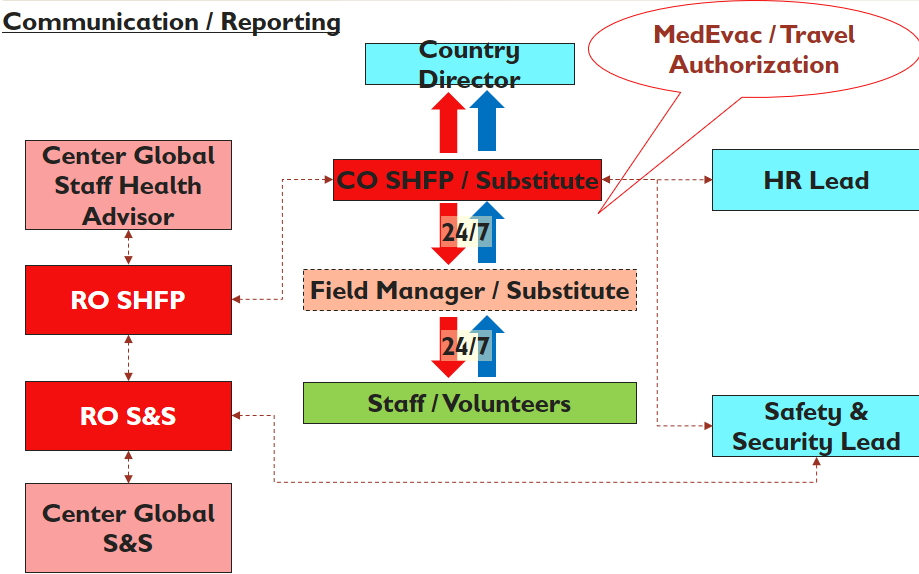 Communication / Reporting
Country
Director
MedEvac / Travel
Authorization
Center Global
Staff Health
Advisor
CO SHFP / Substitute
HR Lead
24/7
RO SHFP
Field Manager / Substitute
24/7
RO S&S
Staff / Volunteers
Safety &
Security Lead
Center Global
S&S